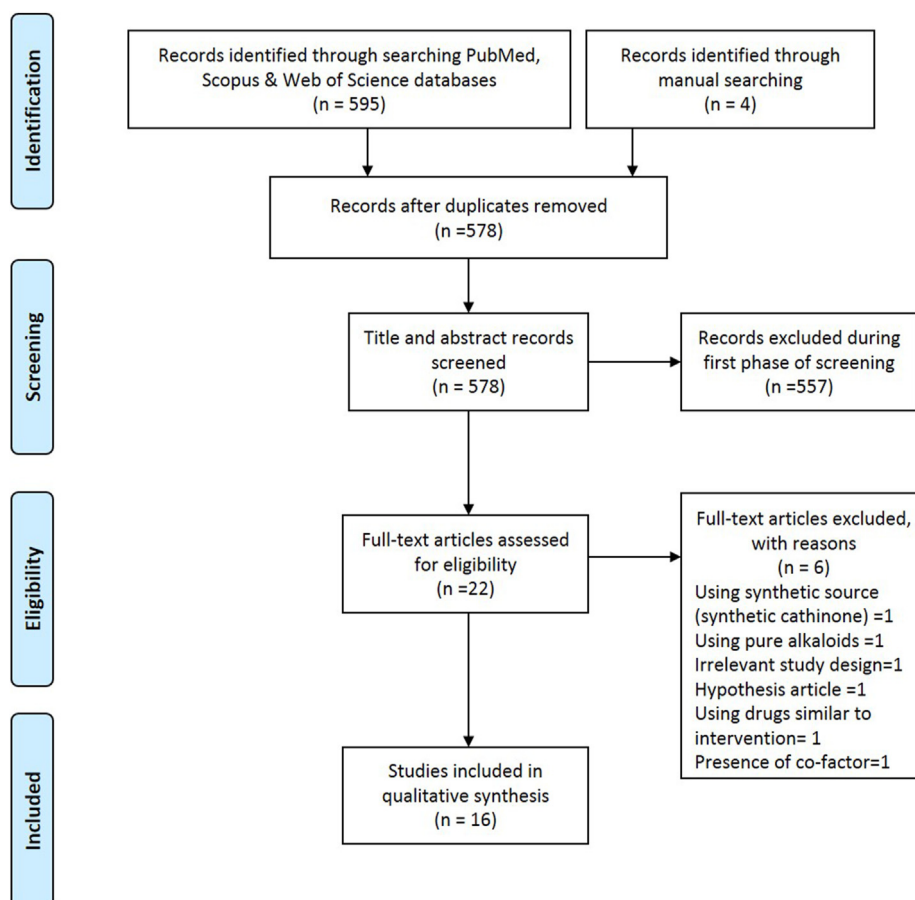 Identification
Records identified through searching PubMed,
Scopus & Web of Science databases
(n = 595)
Records identified through
manual searching
(n = 4)
Records after duplicates removed
(n =578)
Screening
Title and abstract records
screened
(n = 578)
Records excluded during
first phase of screening
(n =557)
Eligibility
Full-text articles assessed
for eligibility
(n =22)
Full-text articles excluded,
with reasons
(n = 6)
Using synthetic source
(synthetic cathinone) =1
Using pure alkaloids =1
Irrelevant study design=1
Hypothesis article =1
Using drugs similar to
intervention= 1
Presence of co-factor=1
Included
Studies included in
qualitative synthesis
(n = 16)